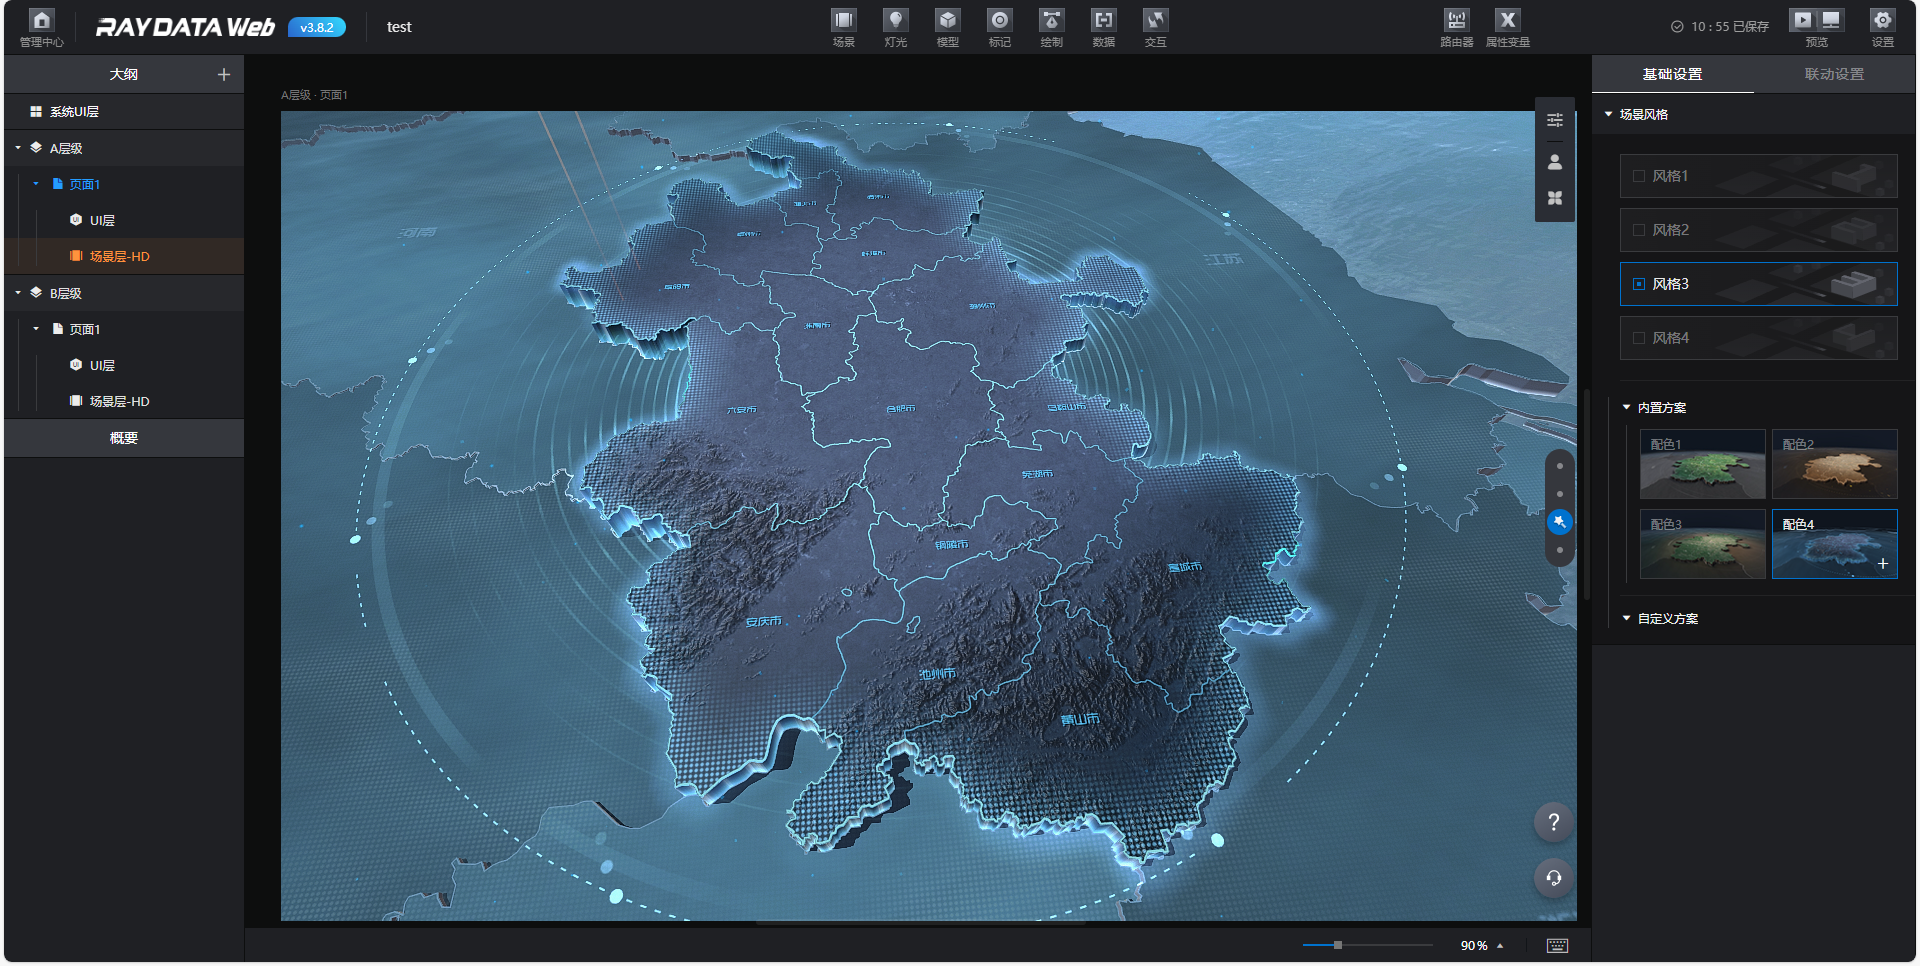 管理中心
RAYDATA Web
v3.8.2
test
场景
灯光
模型
标记
绘制
数据
交互
路由器
属性变量
10 : 55 已保存
预览
设置
大纲
系统UI层
A层级
页面1
UI层
场景层-HD
B层级
页面1
UI层
场景层-HD
概要
A层级 · 页面1
河南
江苏
六安市
合肥市
马鞍山市
芜湖市
铜陵市
宣城市
安庆市
池州市
黄山市
90%
基础设置
联动设置
场景风格
风格1
风格2
风格3
风格4
内置方案
配色1
配色2
配色3
配色4
自定义方案